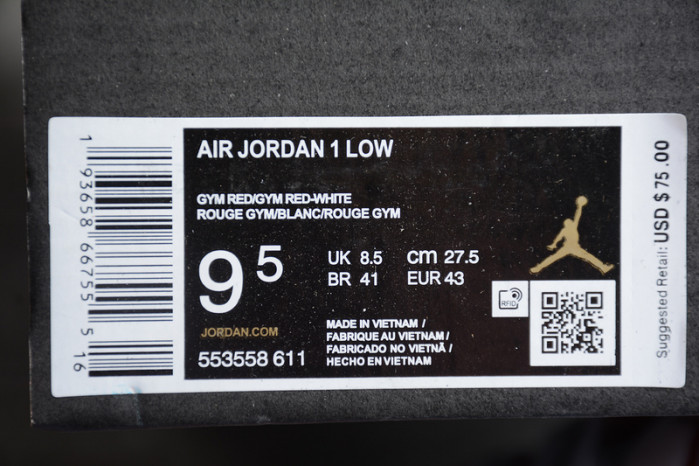 AIR JORDAN 1 LOW
GYM RED/GYM RED-WHITE
ROUGE GYM/BLANC/ROUGE GYM
9 5
UK 8.5 cm 27.5
BR 41 EUR 43
JORDAN.COM
553558 611
MADE IN VIETNAM /
FABRIQUE AU VIETNAM /
FABRICADO NO VIETNÃ /
HECHO EN VIETNAM
RFID
Suggested Retail: USD $ 75.00
1 93658 66755 5 16